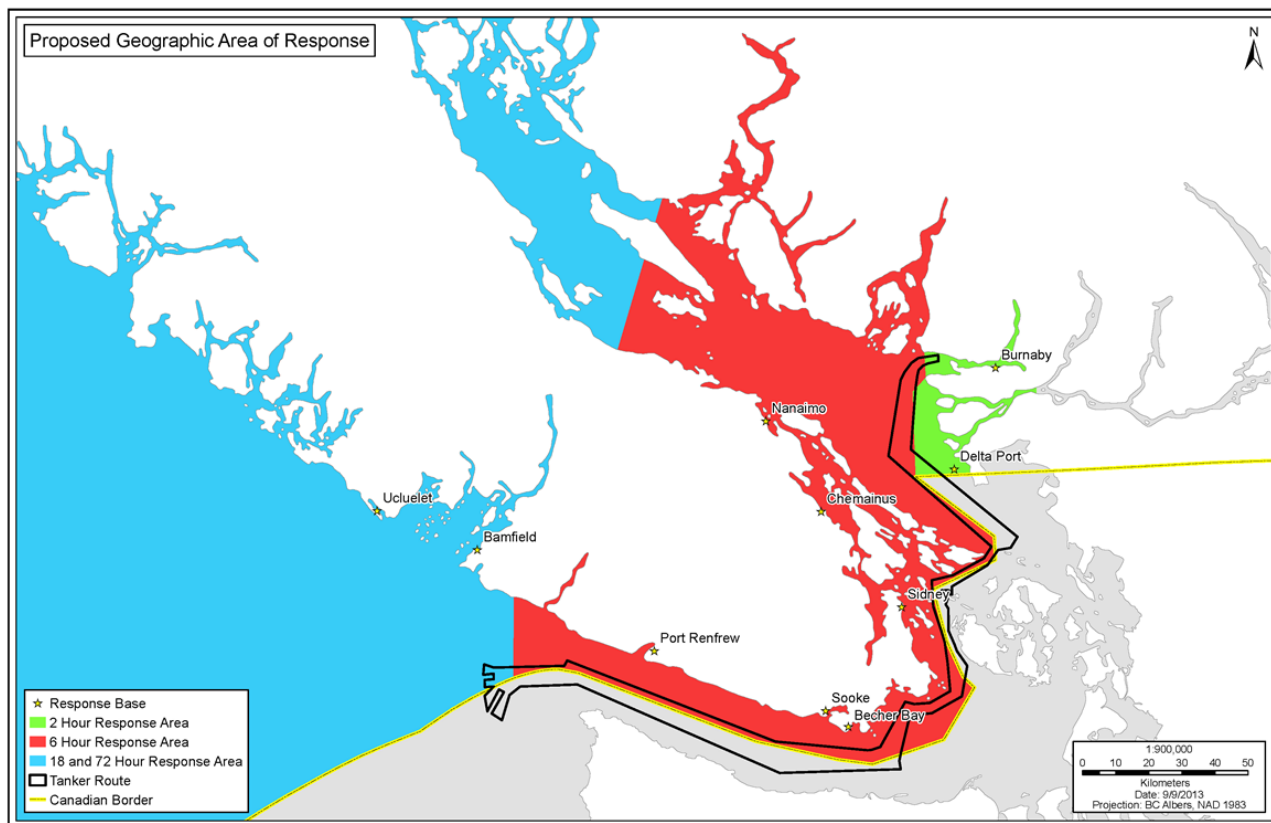 Proposed Geographic Area of Response
N
Burnaby
Nanaimo
Delta Port
Ucluelet
Chemainus
Bamfield
Sidney
Port Renfrew
Sooke
Becher Bay
Response Base
2 Hour Response Area
6 Hour Response Area
18 and 72 Hour Response Area
Tanker Route
Canadian Border
1:900,000
0 10 20 30 40 50
Kilometers
Date: 9/9/2013
Projection: BC Albers, NAD 1983